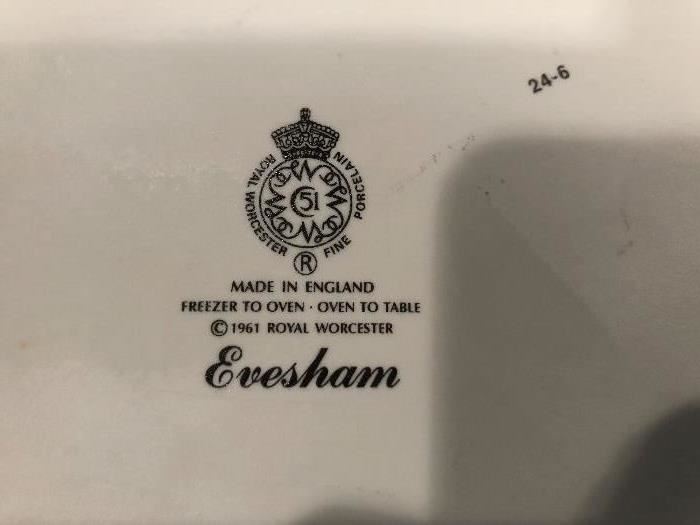 24-6
ROYAL WORCESTER FINE PORCELAIN
51
®
MADE IN ENGLAND
FREEZER TO OVEN · OVEN TO TABLE
© 1961 ROYAL WORCESTER
Evesham